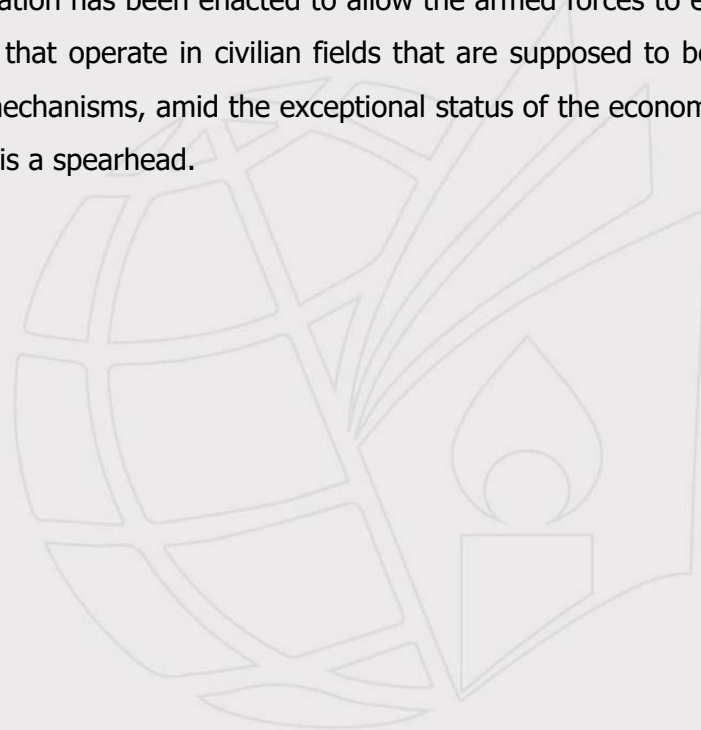 ation has been enacted to allow the armed forces to e
that operate in civilian fields that are supposed to be
mechanisms, amid the exceptional status of the econom
is a spearhead.